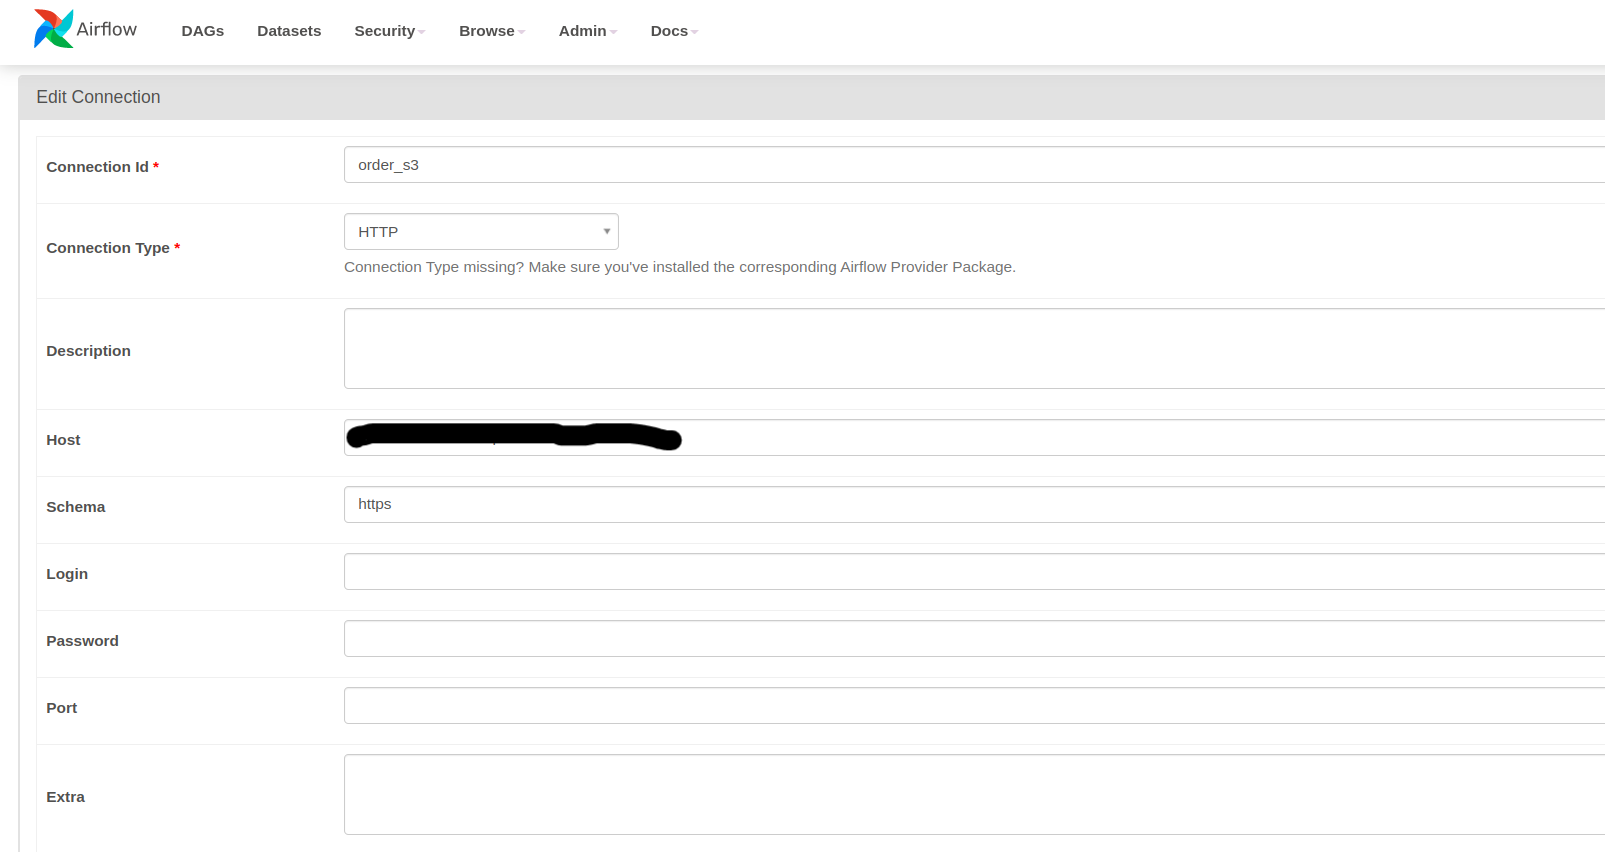 Airflow DAGs Datasets Security Browse Admin Docs
Edit Connection
Connection Id * order_s3
Connection Type * HTTP
Connection Type missing? Make sure you've installed the corresponding Airflow Provider Package.
Description
Host
Schema https
Login
Password
Port
Extra